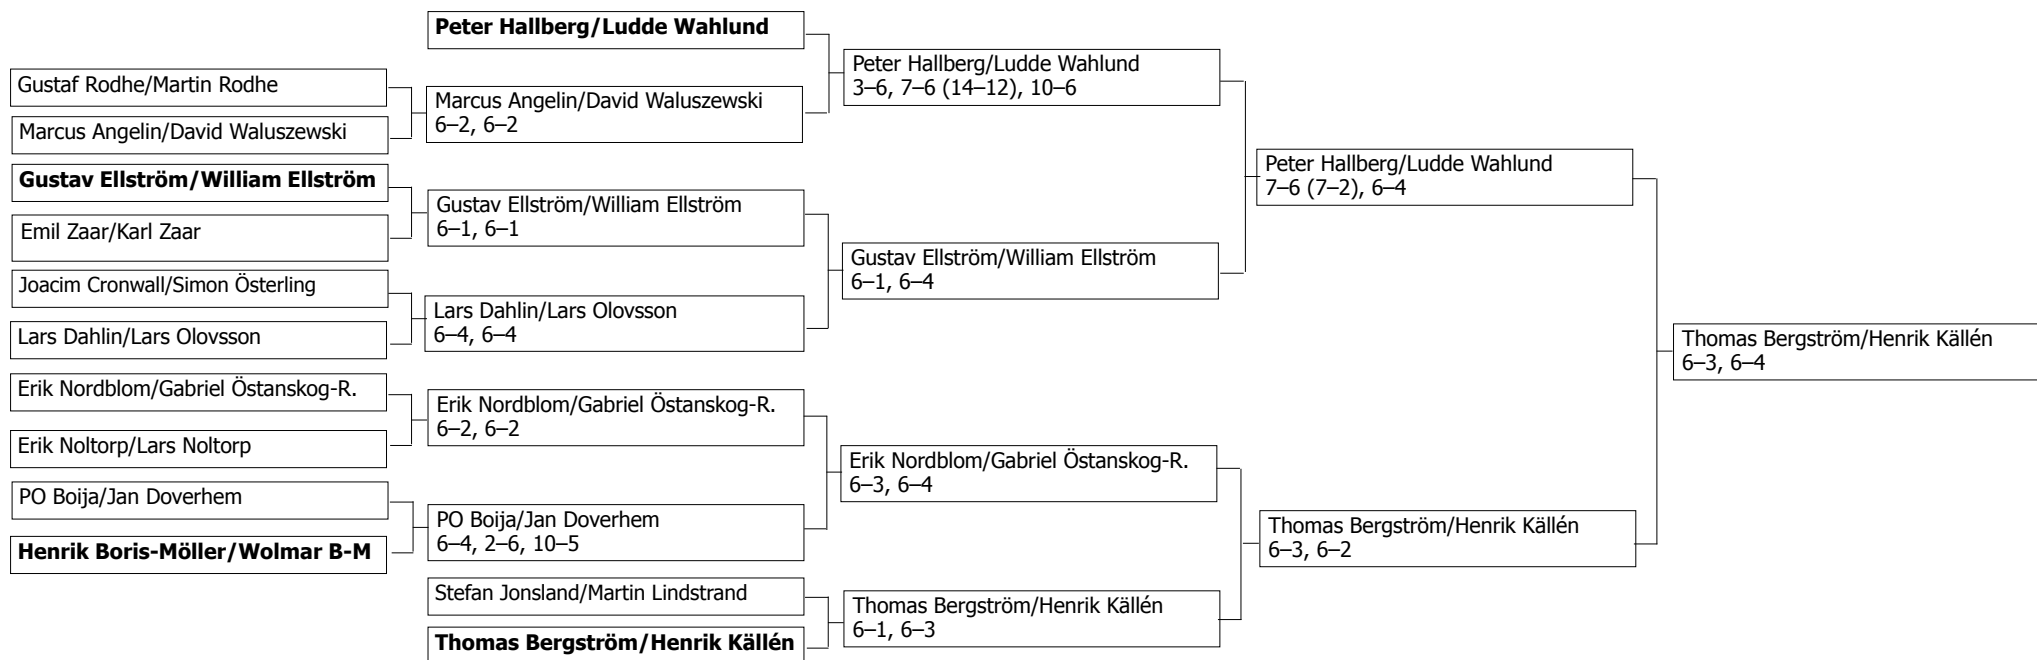 Peter Hallberg/Ludde Wahlund
Gustaf Rodhe/Martin Rodhe
Marcus Angelin/David Waluszewski
Gustav Ellström/William Ellström
Emil Zaar/Karl Zaar
Joacim Cronwall/Simon Österling
Lars Dahlin/Lars Olovsson
Erik Nordblom/Gabriel Östanskog-R.
Erik Noltorp/Lars Noltorp
PO Boija/Jan Doverhem
Henrik Boris-Möller/Wolmar B-M
Marcus Angelin/David Waluszewski
6–2, 6–2
Gustav Ellström/William Ellström
6–1, 6–1
Lars Dahlin/Lars Olovsson
6–4, 6–4
Erik Nordblom/Gabriel Östanskog-R.
6–2, 6–2
PO Boija/Jan Doverhem
6–4, 2–6, 10–5
Stefan Jonsland/Martin Lindstrand
Thomas Bergström/Henrik Källén
Peter Hallberg/Ludde Wahlund
3–6, 7–6 (14–12), 10–6
Gustav Ellström/William Ellström
6–1, 6–4
Erik Nordblom/Gabriel Östanskog-R.
6–3, 6–4
Thomas Bergström/Henrik Källén
6–1, 6–3
Peter Hallberg/Ludde Wahlund
7–6 (7–2), 6–4
Thomas Bergström/Henrik Källén
6–3, 6–2
Thomas Bergström/Henrik Källén
6–3, 6–4